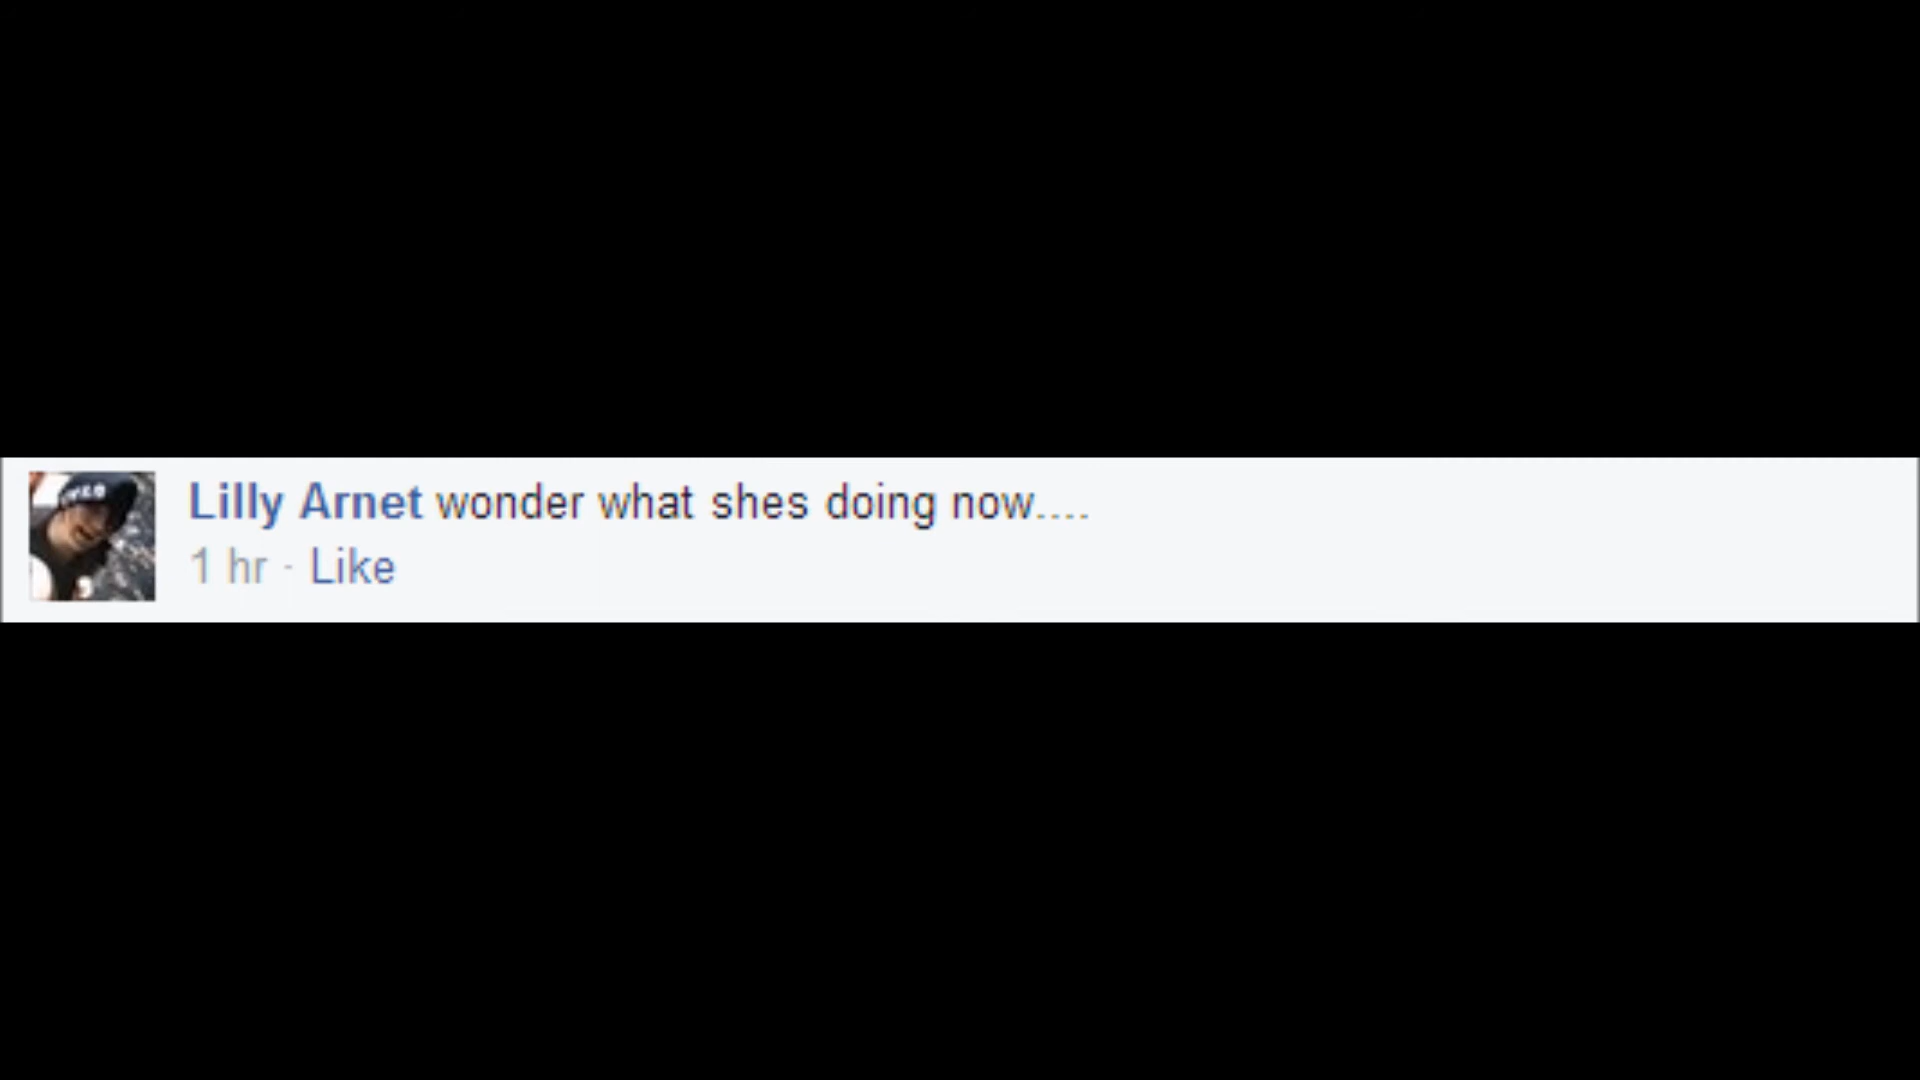 Lilly Arnet wonder what shes doing now....
1 hr · Like